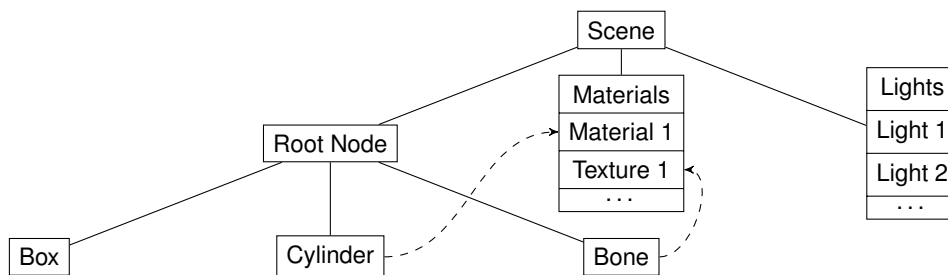 Scene
Materials
Material 1
Texture 1
...
Lights
Light 1
Light 2
...
Root Node
Box
Cylinder
Bone